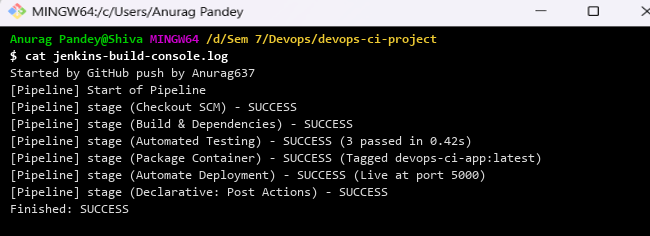 MINGW64:/c/Users/Anurag Pandey
Anurag Pandey@Shiva MINGW64 /d/Sem 7/Devops/devops-ci-project
$ cat jenkins-build-console.log
Started by GitHub push by Anurag637
[Pipeline] Start of Pipeline
[Pipeline] stage (Checkout SCM) - SUCCESS
[Pipeline] stage (Build & Dependencies) - SUCCESS
[Pipeline] stage (Automated Testing) - SUCCESS (3 passed in 0.42s)
[Pipeline] stage (Package Container) - SUCCESS (Tagged devops-ci-app:latest)
[Pipeline] stage (Automate Deployment) - SUCCESS (Live at port 5000)
[Pipeline] stage (Declarative: Post Actions) - SUCCESS
Finished: SUCCESS